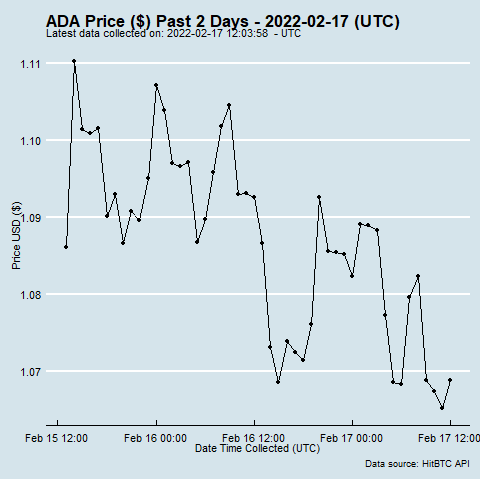 ADA Price ($) Past 2 Days - 2022-02-17 (UTC)
Latest data collected on: 2022-02-17 12:03:58 - UTC
1.11
1.10
1.09
1.08
1.07
Price USD ($)
Feb 15 12:00 Feb 16 00:00 Feb 16 12:00 Feb 17 00:00 Feb 17 12:00
Date Time Collected (UTC)
Data source: HitBTC API